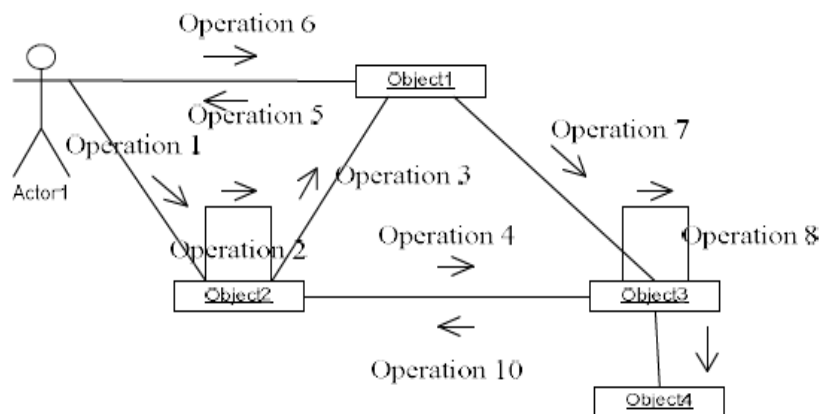 Operation 6
Object1
Operation 5
Operation 1
Operation 7
Actor1
Operation 3
Operation 2
Operation 4
Operation 8
Object2
Object3
Operation 10
Object4